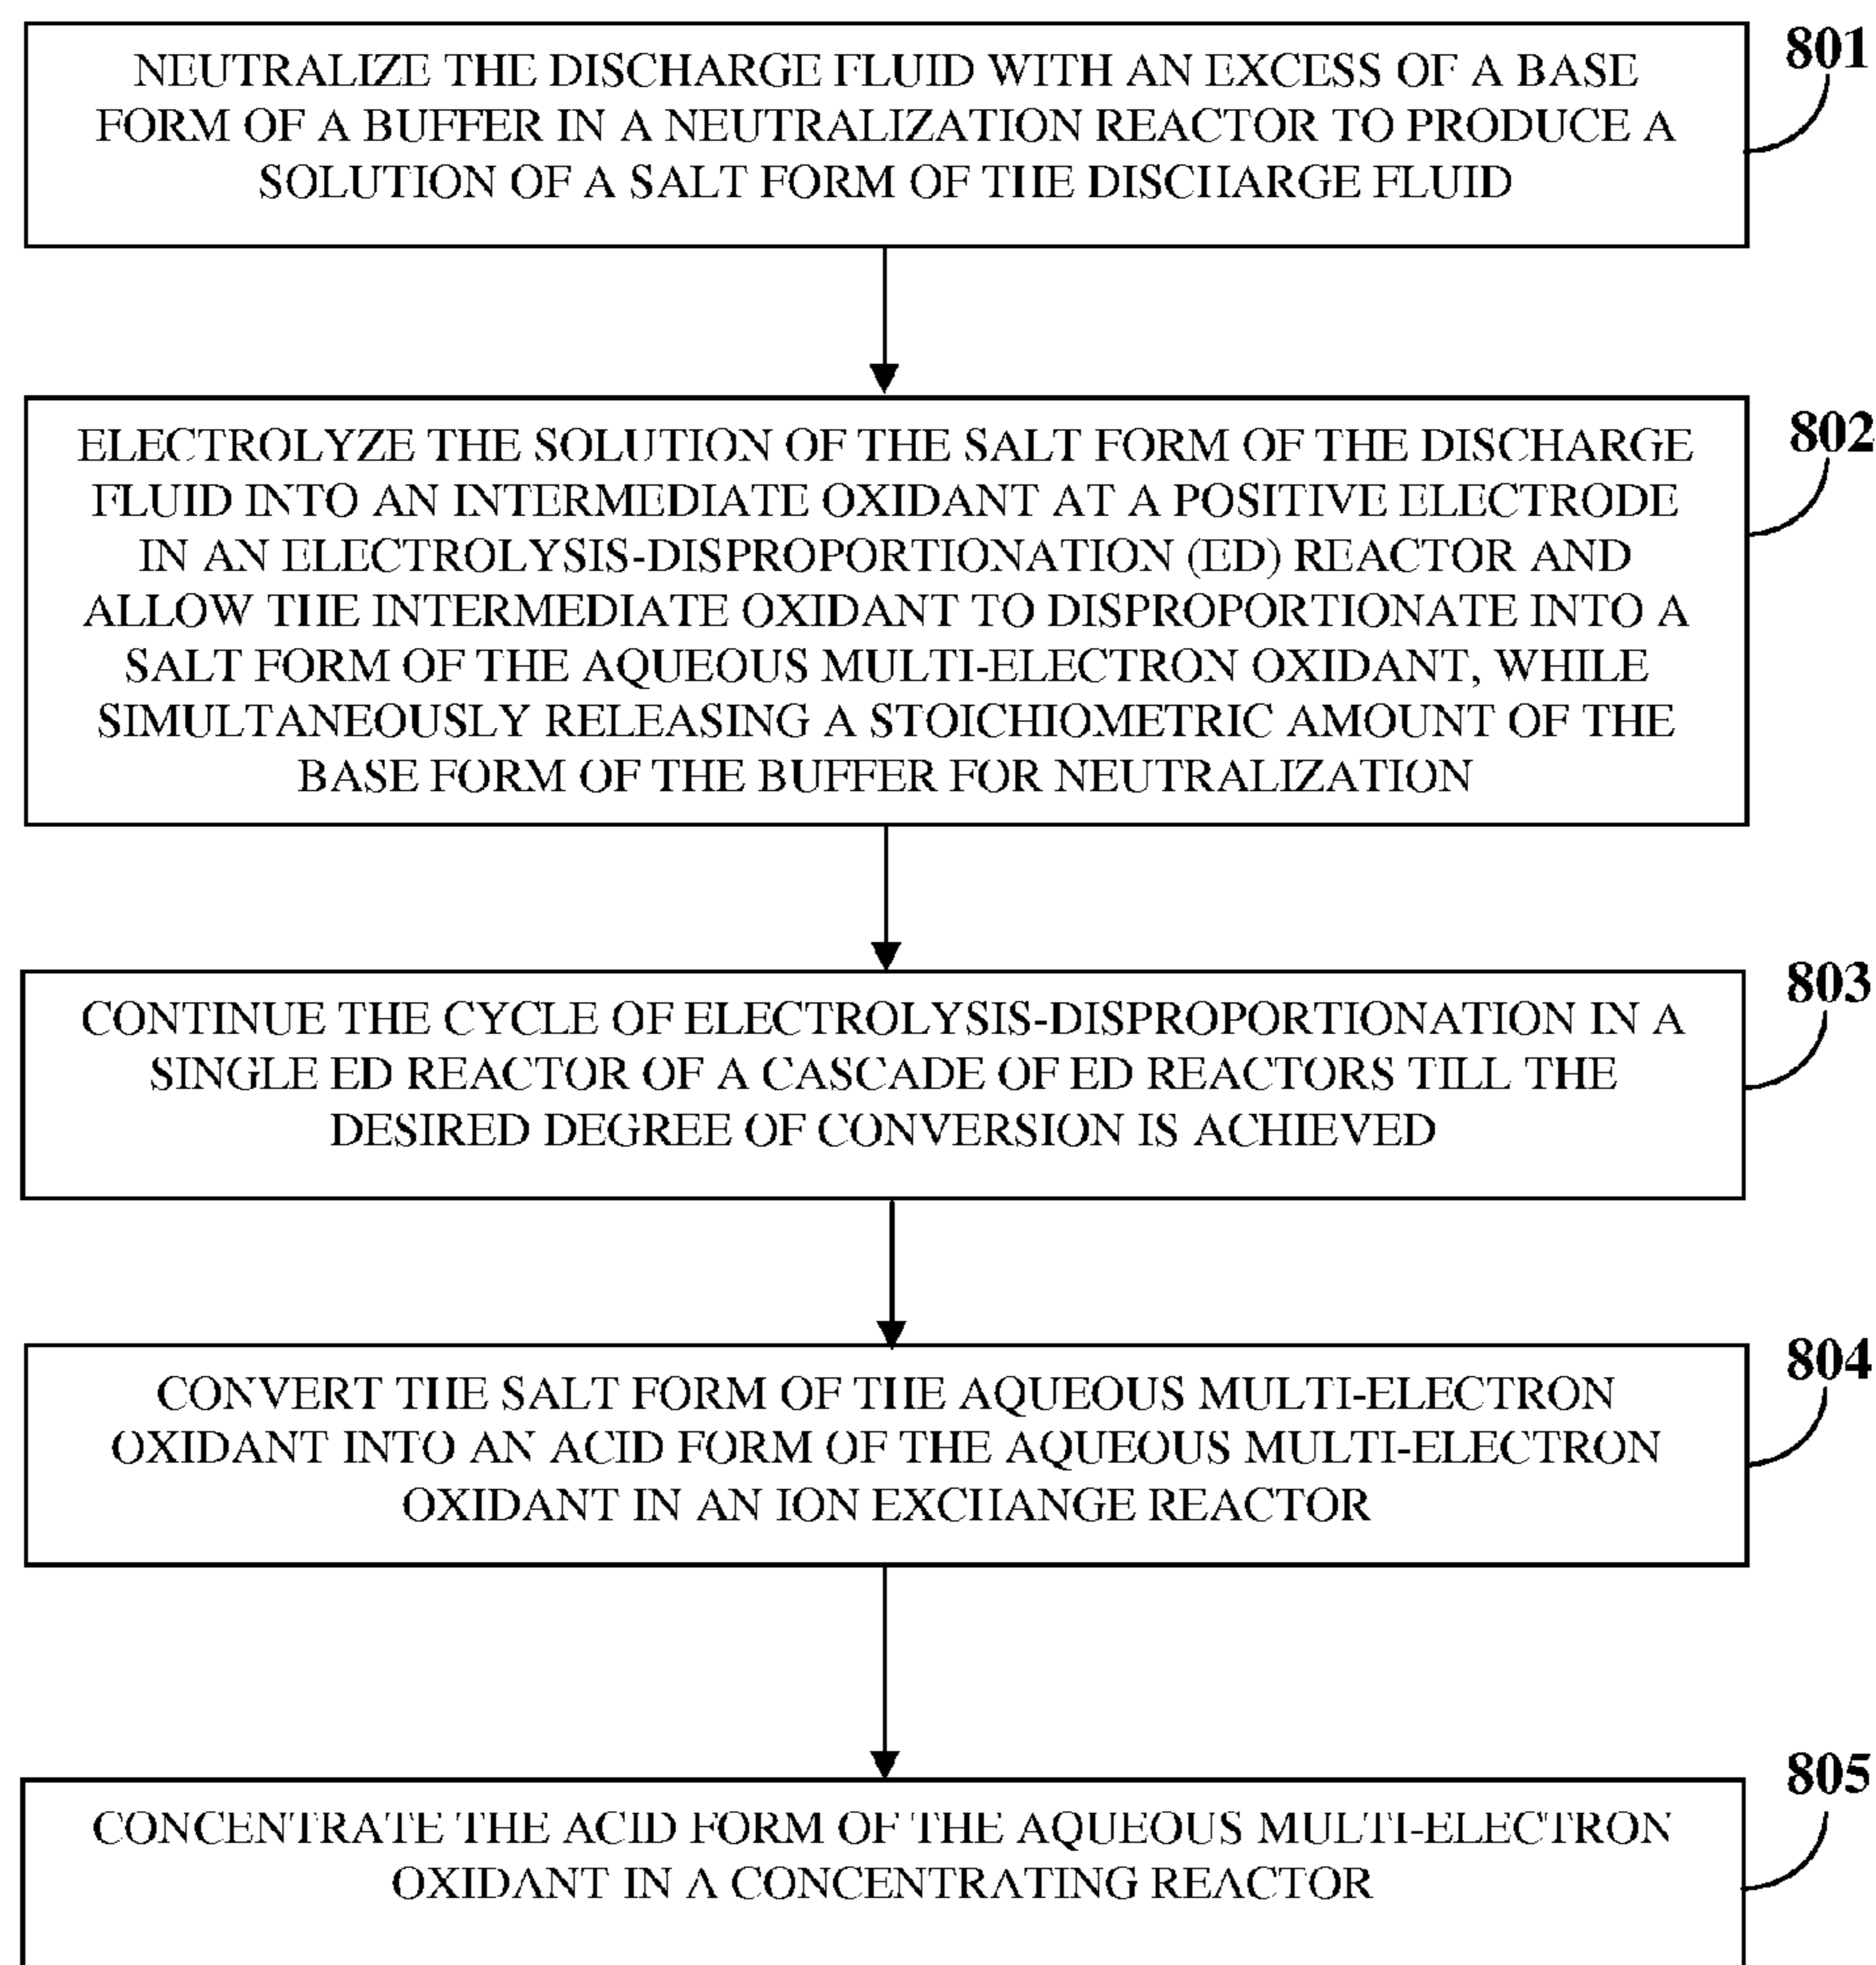 NEUTRALIZE THE DISCHARGE FLUID WITH AN EXCESS OF A BASE
FORM OF A BUFFER IN A NEUTRALIZATION REACTOR TO PRODUCE A
SOLUTION OF A SALT FORM OF THE DISCHARGE FLUID
801
ELECTROLYZE THE SOLUTION OF THE SALT FORM OF THE DISCHARGE
FLUID INTO AN INTERMEDIATE OXIDANT AT A POSITIVE ELECTRODE
IN AN ELECTROLYSIS-DISPROPORTIONATION (ED) REACTOR AND
ALLOW THE INTERMEDIATE OXIDANT TO DISPROPORTIONATE INTO A
SALT FORM OF THE AQUEOUS MULTI-ELECTRON OXIDANT, WHILE
SIMULTANEOUSLY RELEASING A STOICHIOMETRIC AMOUNT OF THE
BASE FORM OF THE BUFFER FOR NEUTRALIZATION
802
CONTINUE THE CYCLE OF ELECTROLYSIS-DISPROPORTIONATION IN A
SINGLE ED REACTOR OF A CASCADE OF ED REACTORS TILL THE
DESIRED DEGREE OF CONVERSION IS ACHIEVED
803
CONVERT THE SALT FORM OF THE AQUEOUS MULTI-ELECTRON
OXIDANT INTO AN ACID FORM OF THE AQUEOUS MULTI-ELECTRON
OXIDANT IN AN ION EXCHANGE REACTOR
804
CONCENTRATE THE ACID FORM OF THE AQUEOUS MULTI-ELECTRON
OXIDANT IN A CONCENTRATING REACTOR
805